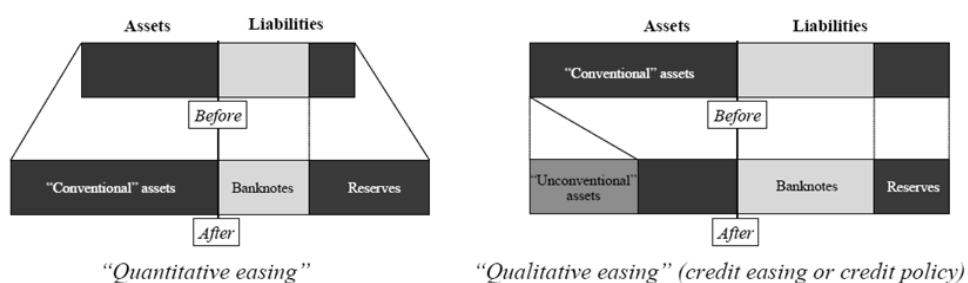 Assets Liabilities
Before
"Conventional" assets Banknotes Reserves
After
"Quantitative easing"
Assets Liabilities
"Conventional" assets
Before
"Unconventional"
assets
Banknotes Reserves
After
"Qualitative easing" (credit easing or credit policy)